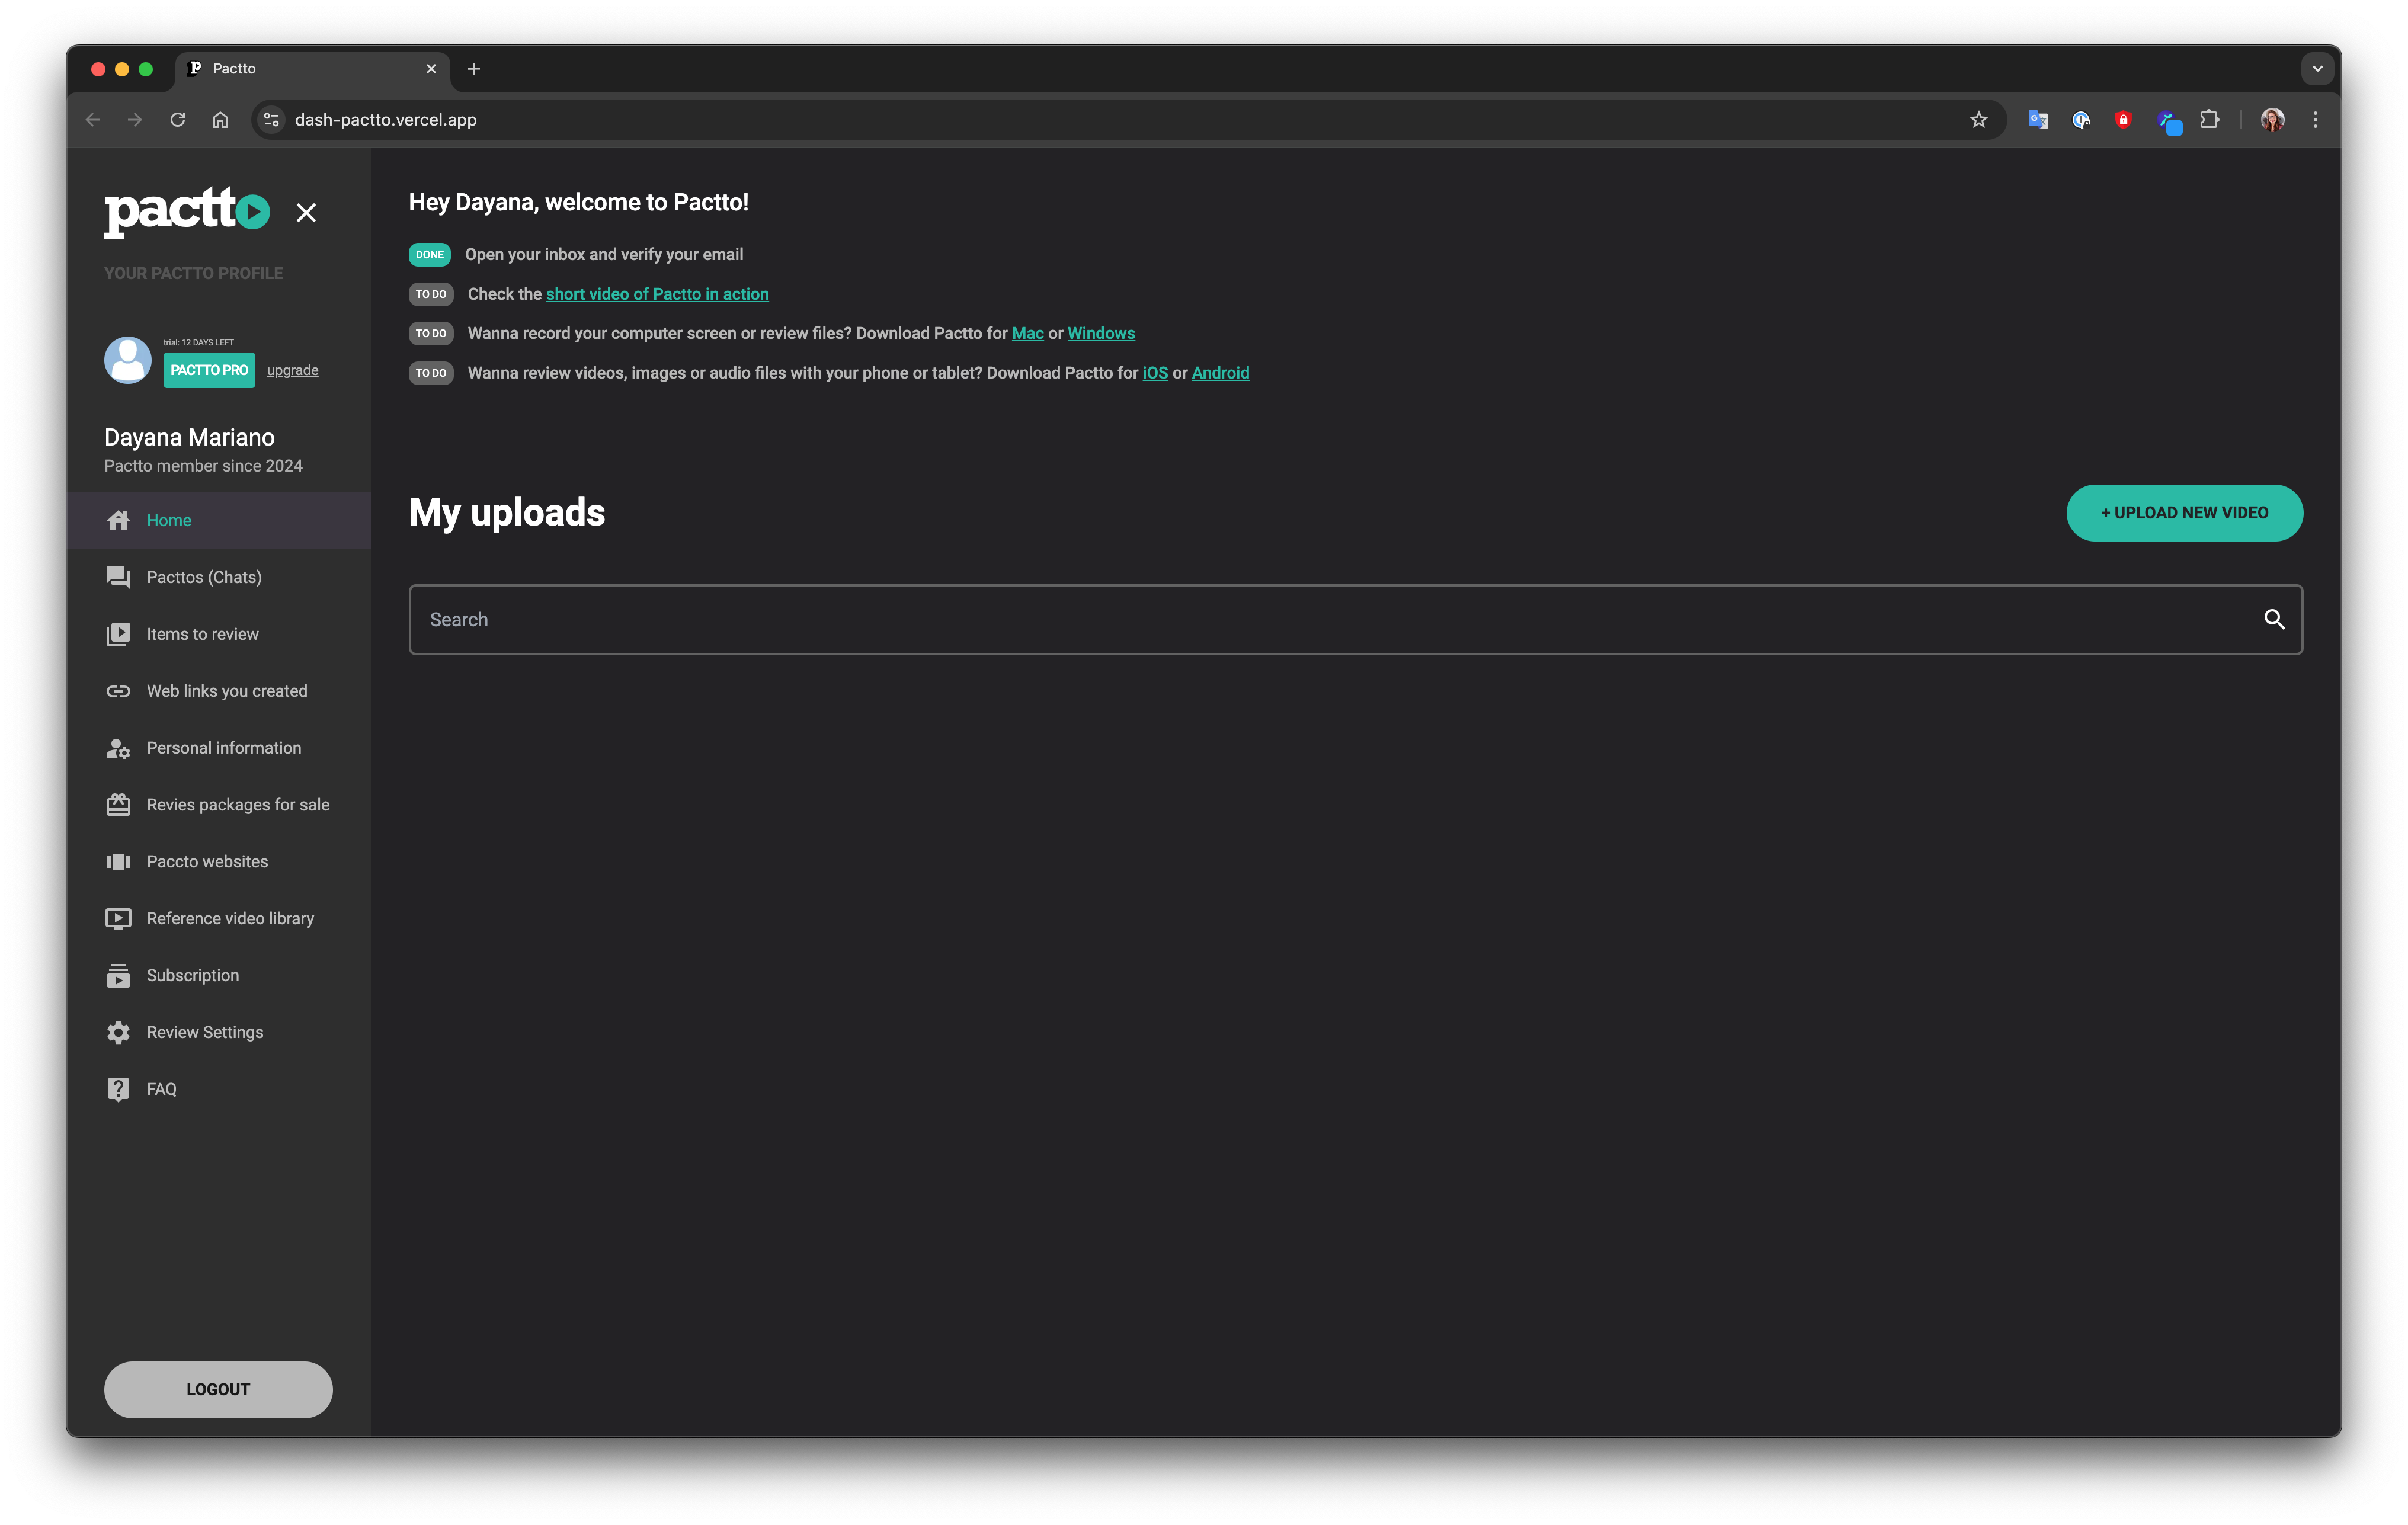 Pactto
dash-pactto.vercel.app
pactto
YOUR PACTTO PROFILE
trial: 12 DAYS LEFT
PACTTO PRO upgrade
Dayana Mariano
Pactto member since 2024
Home
Pacttos (Chats)
Items to review
Web links you created
Personal information
Revies packages for sale
Paccto websites
Reference video library
Subscription
Review Settings
FAQ
LOGOUT
Hey Dayana, welcome to Pactto!
DONE Open your inbox and verify your email
TO DO Check the short video of Pactto in action
TO DO Wanna record your computer screen or review files? Download Pactto for Mac or Windows
TO DO Wanna review videos, images or audio files with your phone or tablet? Download Pactto for iOS or Android
My uploads
+ UPLOAD NEW VIDEO
Search